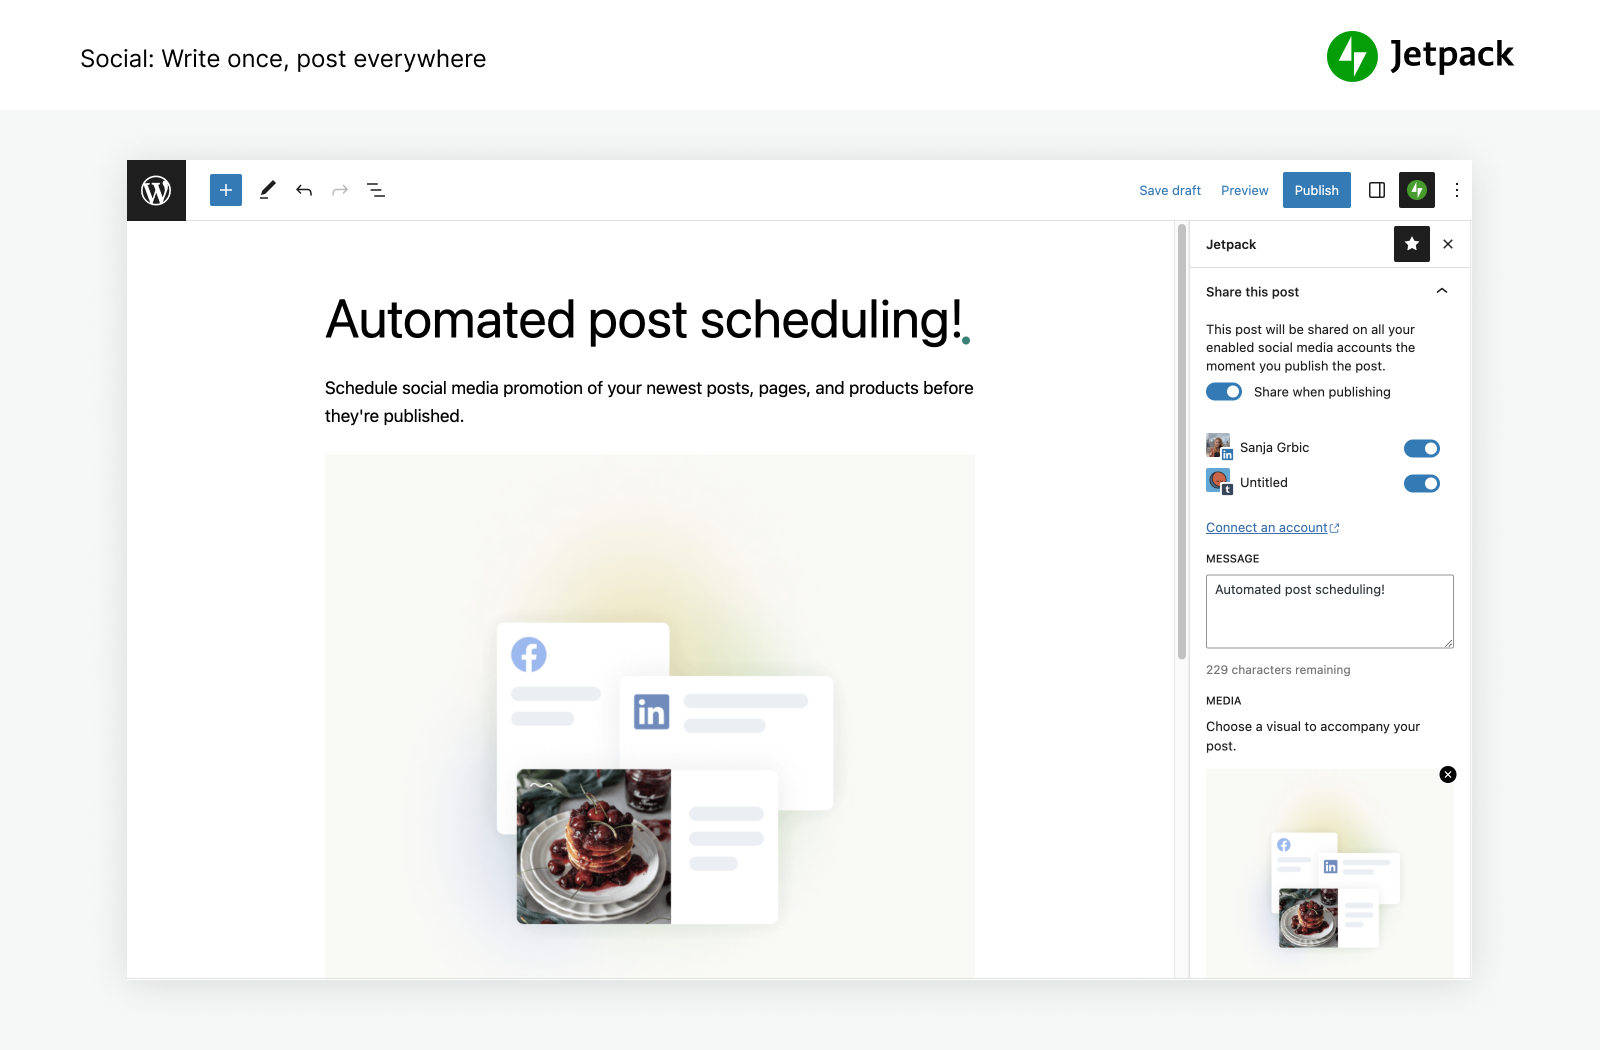 Social: Write once, post everywhere
Jetpack
Save draft
Preview
Publish
Jetpack
Share this post
Automated post scheduling!
This post will be shared on all your
enabled social media accounts the
moment you publish the post.
Share when publishing
Schedule social media promotion of your newest posts, pages, and products before
they're published.
Sanja Grbic
in
Untitled
t
Connect an account
MESSAGE
Automated post scheduling!
229 characters remaining
in
MEDIA
Choose a visual to accompany your
post.
in